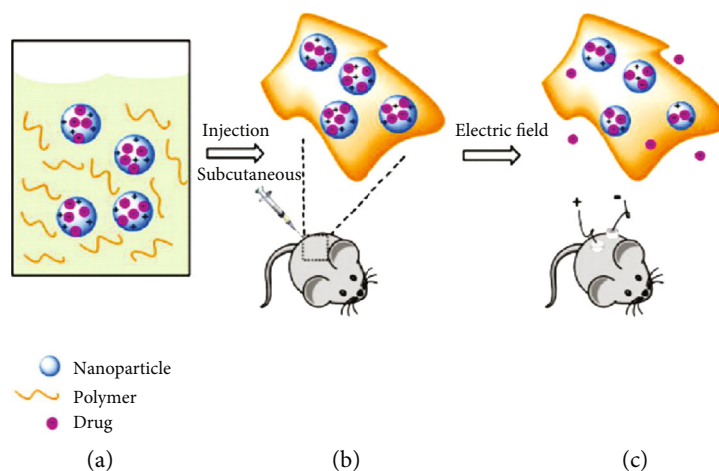 Injection
Subcutaneous
Electric field
+
-
Nanoparticle
Polymer
Drug
(a)
(b)
(c)